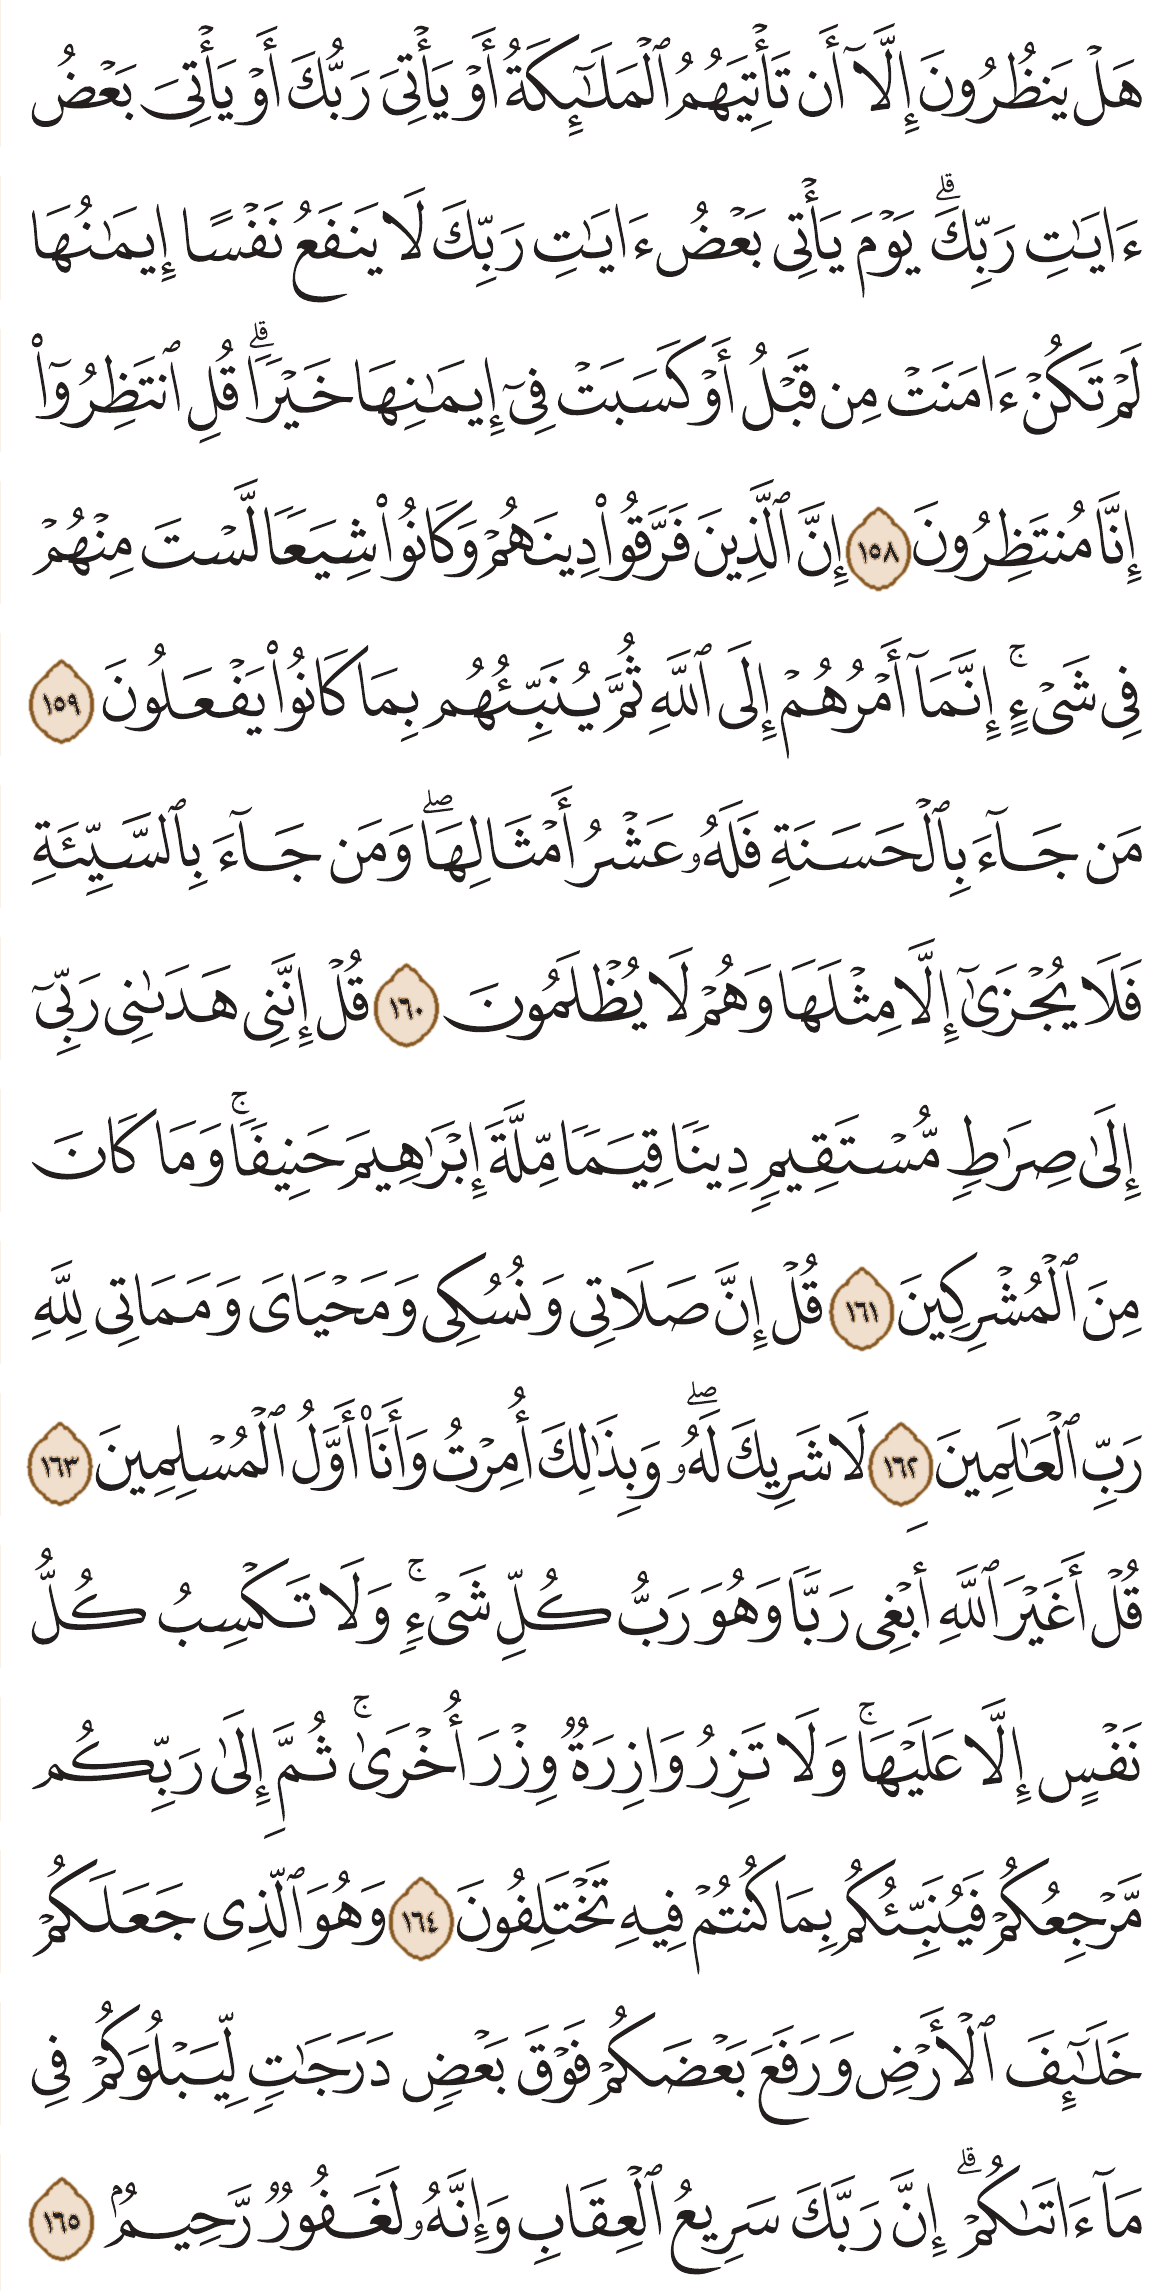 هَلْ يَنظُرُونَ إِلَّآ أَن تَأْتِيَهُمُ ٱلْمَلَـٰٓئِكَةُ أَوْ يَأْتِىَ رَبُّكَ أَوْ يَأْتِىَ بَعْضُ
ءَايَـٰتِ رَبِّكَ ۗ يَوْمَ يَأْتِى بَعْضُ ءَايَـٰتِ رَبِّكَ لَا يَنفَعُ نَفْسًا إِيمَـٰنُهَا
لَمْ تَكُنْ ءَامَنَتْ مِن قَبْلُ أَوْ كَسَبَتْ فِىٓ إِيمَـٰنِهَا خَيْرًا ۗ قُلِ ٱنتَظِرُوٓا۟
إِنَّا مُنتَظِرُونَ ١٥٨ إِنَّ ٱلَّذِينَ فَرَّقُوا۟ دِينَهُمْ وَكَانُوا۟ شِيَعًا لَّسْتَ مِنْهُمْ
فِى شَىْءٍ ۚ إِنَّمَآ أَمْرُهُمْ إِلَى ٱللَّهِ ثُمَّ يُنَبِّئُهُم بِمَا كَانُوا۟ يَفْعَلُونَ ١٥٩
مَن جَآءَ بِٱلْحَسَنَةِ فَلَهُۥ عَشْرُ أَمْثَالِهَا ۖ وَمَن جَآءَ بِٱلسَّيِّئَةِ
فَلَا يُجْزَىٰٓ إِلَّا مِثْلَهَا وَهُمْ لَا يُظْلَمُونَ ١٦٠ قُلْ إِنَّنِى هَدَىٰنِى رَبِّىٓ
إِلَىٰ صِرَٰطٍ مُّسْتَقِيمٍ دِينًا قِيَمًا مِّلَّةَ إِبْرَٰهِيمَ حَنِيفًا ۚ وَمَا كَانَ
مِنَ ٱلْمُشْرِكِينَ ١٦١ قُلْ إِنَّ صَلَاتِى وَنُسُكِى وَمَحْيَاىَ وَمَمَاتِى لِلَّهِ
رَبِّ ٱلْعَـٰلَمِينَ ١٦٢ لَا شَرِيكَ لَهُۥ ۖ وَبِذَٰلِكَ أُمِرْتُ وَأَنَا۠ أَوَّلُ ٱلْمُسْلِمِينَ ١٦٣
قُلْ أَغَيْرَ ٱللَّهِ أَبْغِى رَبًّا وَهُوَ رَبُّ كُلِّ شَىْءٍ ۚ وَلَا تَكْسِبُ كُلُّ
نَفْسٍ إِلَّا عَلَيْهَا ۚ وَلَا تَزِرُ وَازِرَةٌ وِزْرَ أُخْرَىٰ ۚ ثُمَّ إِلَىٰ رَبِّكُم
مَّرْجِعُكُمْ فَيُنَبِّئُكُم بِمَا كُنتُمْ فِيهِ تَخْتَلِفُونَ ١٦٤ وَهُوَ ٱلَّذِى جَعَلَكُمْ
خَلَـٰٓئِفَ ٱلْأَرْضِ وَرَفَعَ بَعْضَكُمْ فَوْقَ بَعْضٍ دَرَجَـٰتٍ لِّيَبْلُوَكُمْ فِى
مَآ ءَاتَىٰكُمْ ۗ إِنَّ رَبَّكَ سَرِيعُ ٱلْعِقَابِ وَإِنَّهُۥ لَغَفُورٌ رَّحِيمٌۢ ١٦٥